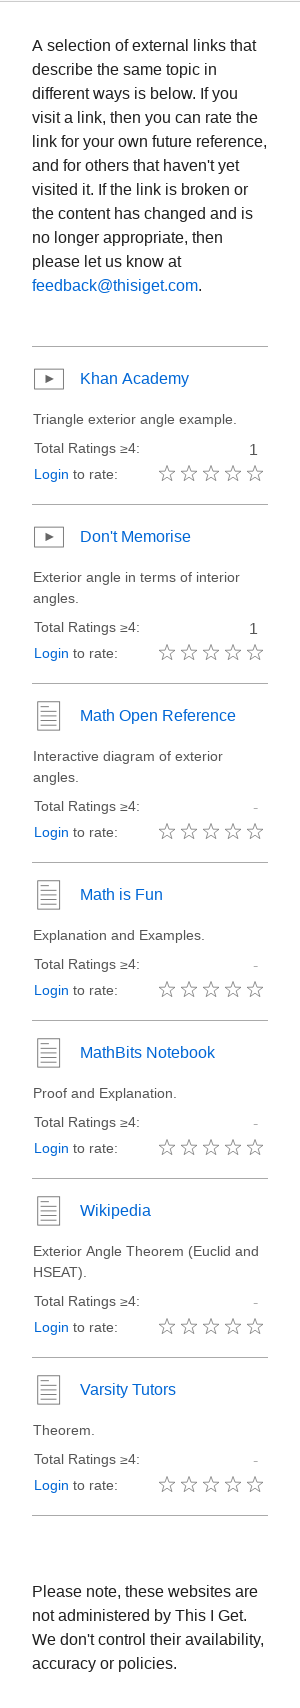 A selection of external links that
describe the same topic in
different ways is below. If you
visit a link, then you can rate the
link for your own future reference,
and for others that haven't yet
visited it. If the link is broken or
the content has changed and is
no longer appropriate, then
please let us know at
feedback@thisiget.com.
Khan Academy
Triangle exterior angle example.
Total Ratings ≥4: 1
Login to rate:
Don't Memorise
Exterior angle in terms of interior
angles.
Total Ratings ≥4: 1
Login to rate:
Math Open Reference
Interactive diagram of exterior
angles.
Total Ratings ≥4: -
Login to rate:
Math is Fun
Explanation and Examples.
Total Ratings ≥4: -
Login to rate:
MathBits Notebook
Proof and Explanation.
Total Ratings ≥4: -
Login to rate:
Wikipedia
Exterior Angle Theorem (Euclid and
HSEAT).
Total Ratings ≥4: -
Login to rate:
Varsity Tutors
Theorem.
Total Ratings ≥4: -
Login to rate:
Please note, these websites are
not administered by This I Get.
We don't control their availability,
accuracy or policies.